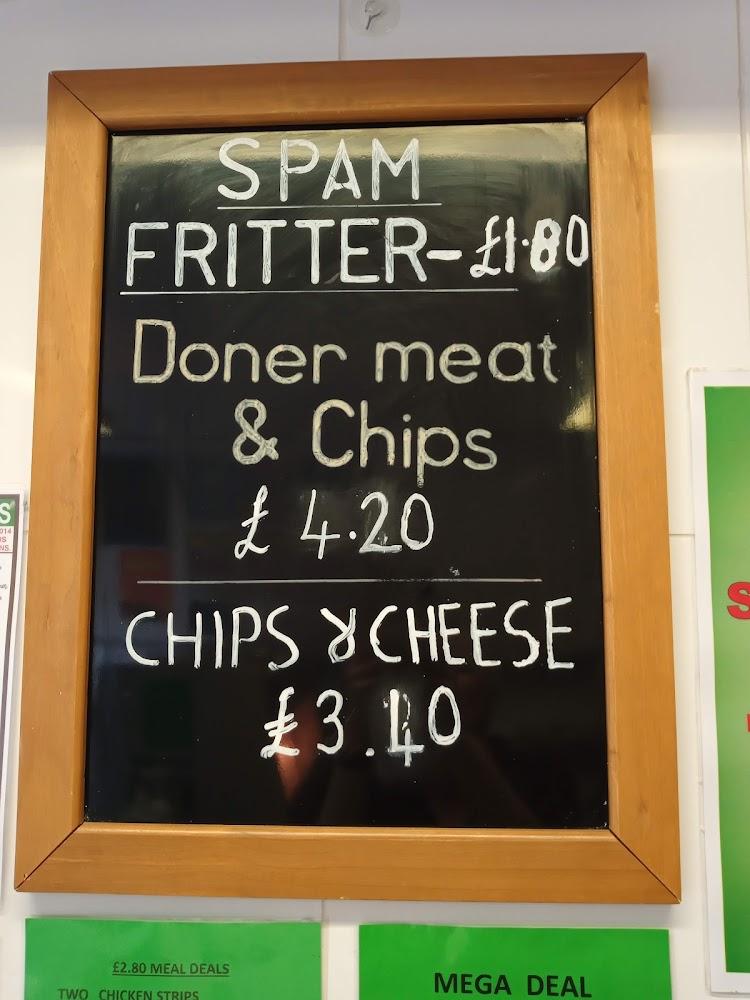 SPAM
FRITTER-£1.80
Doner meat
& Chips
£4.20
CHIPS & CHEESE
£3.40
£2.80 MEAL DEALS
TWO CHICKEN STRIPS
MEGA DEAL
S
014